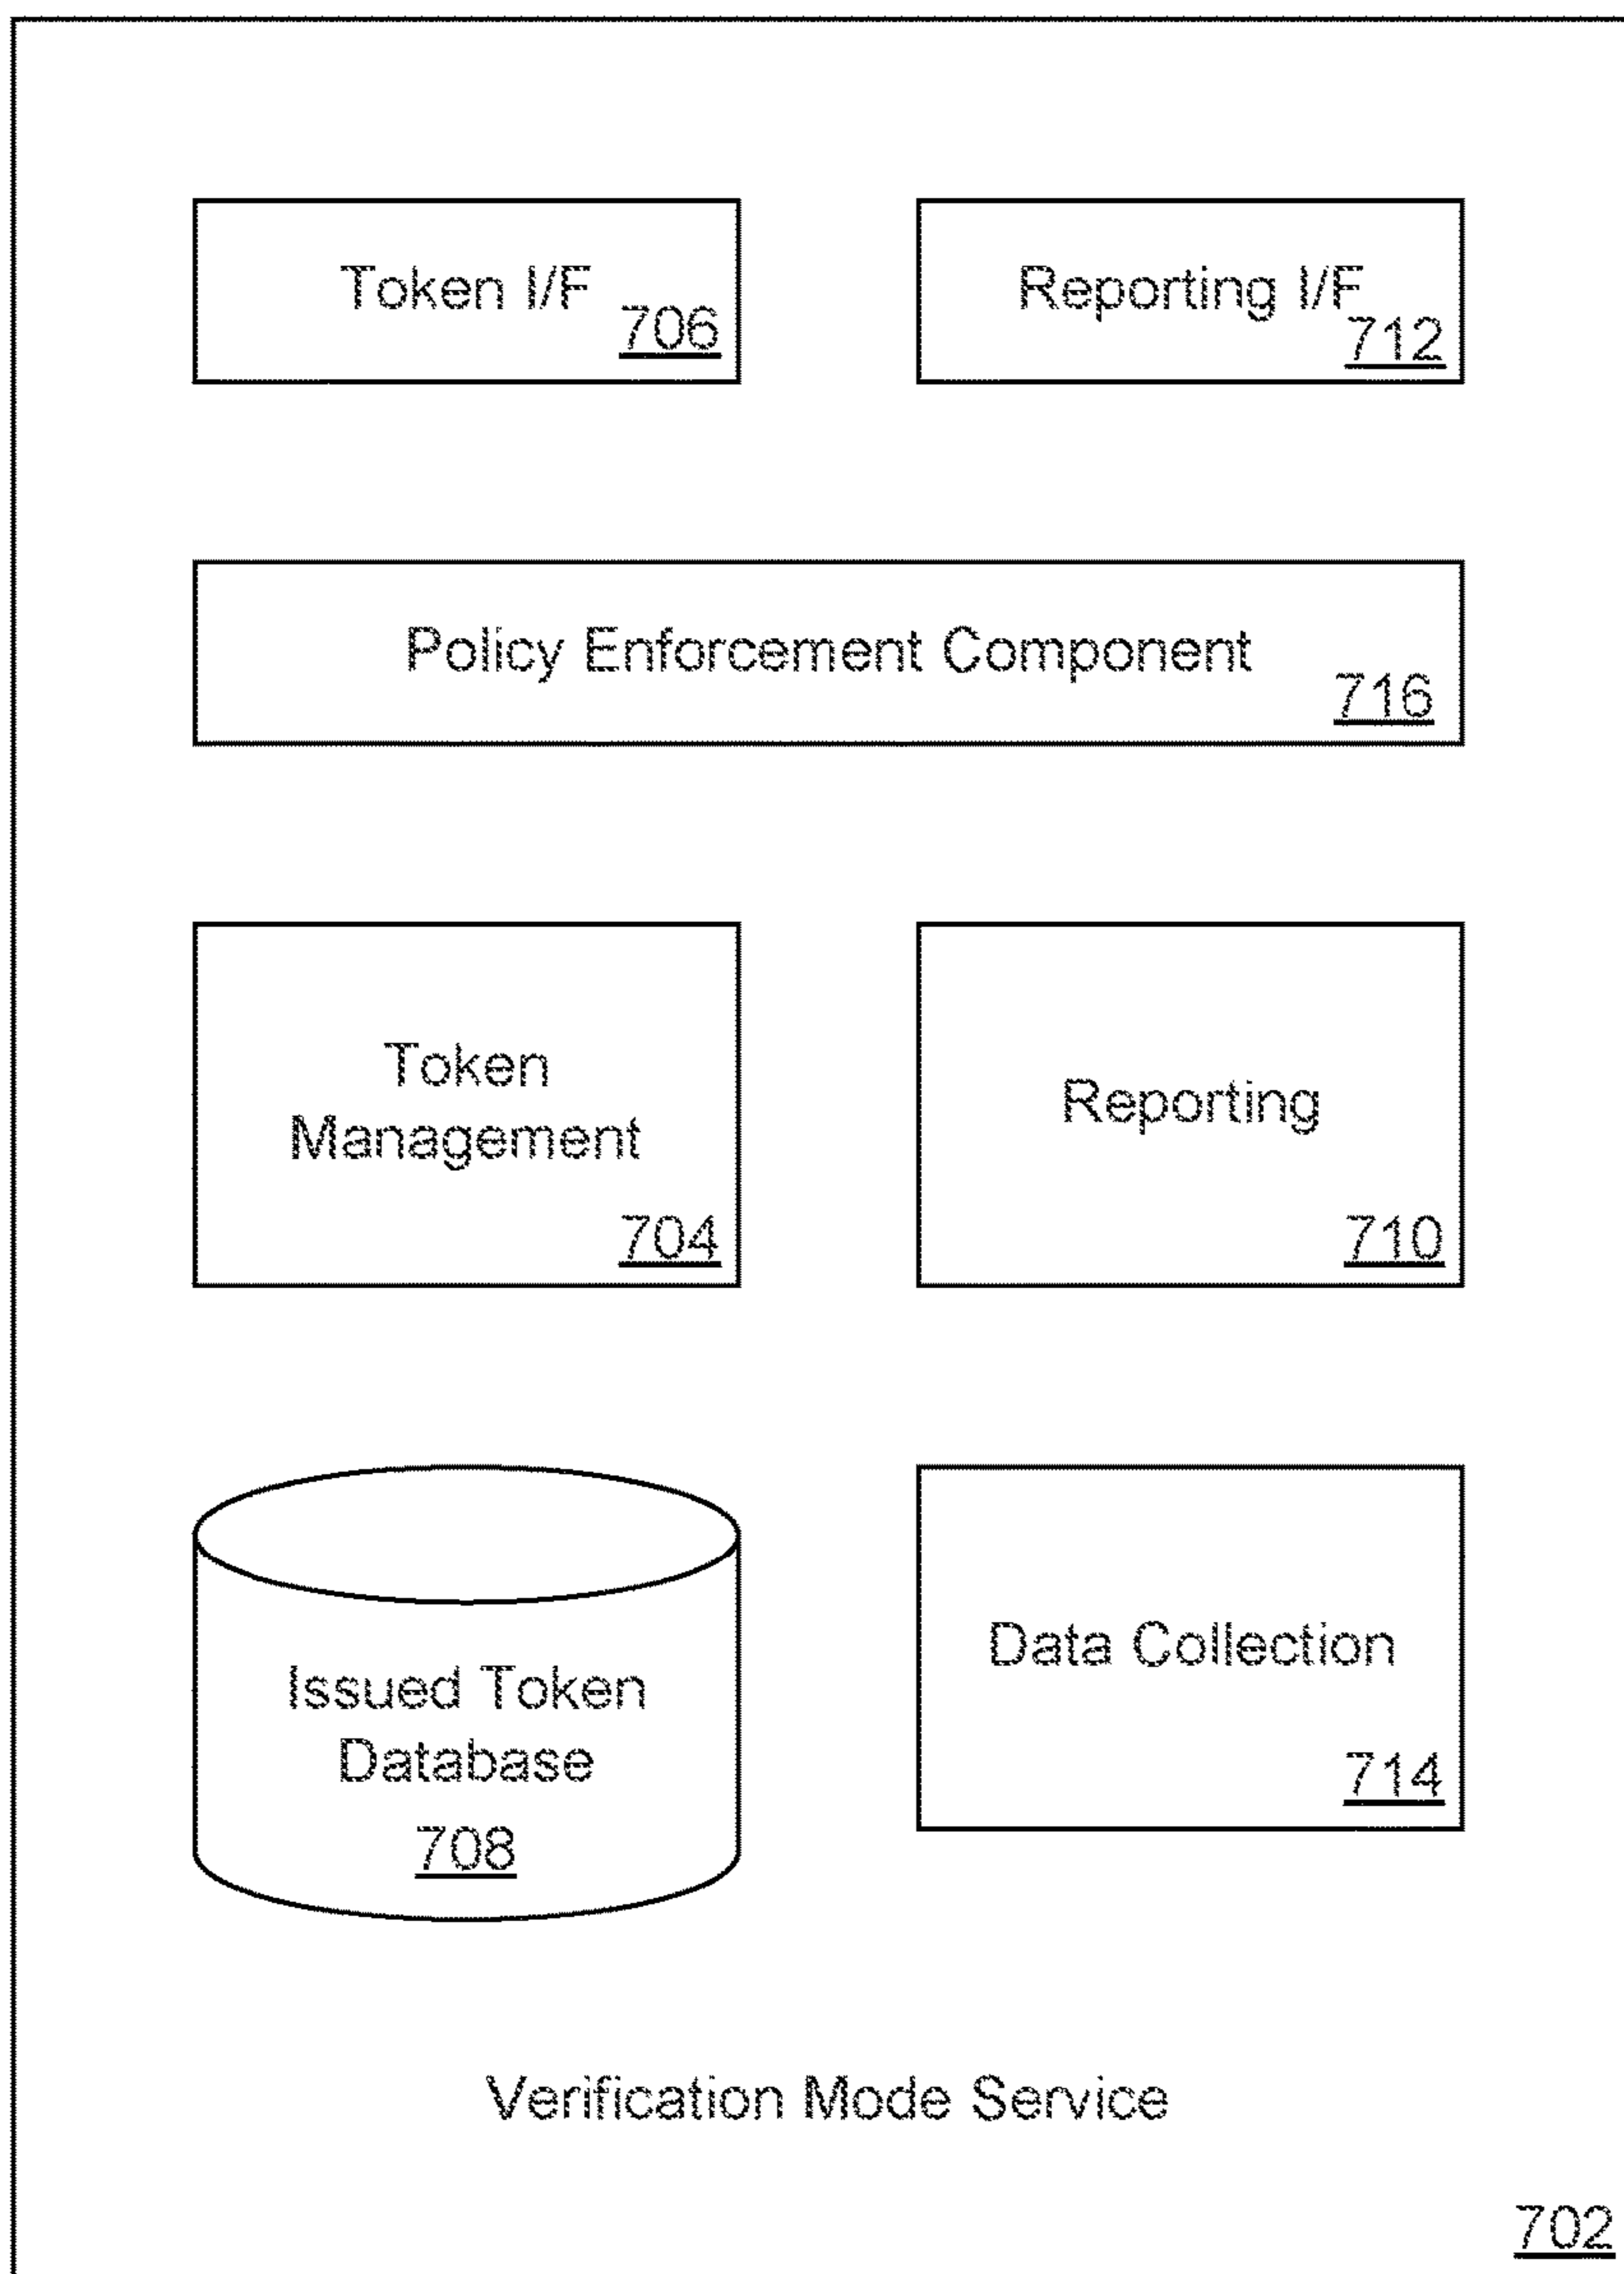 Token I/F
706
Reporting I/F
712
Policy Enforcement Component
716
Token
Management
704
Reporting
710
Issued Token
Database
708
Data Collection
714
Verification Mode Service
702